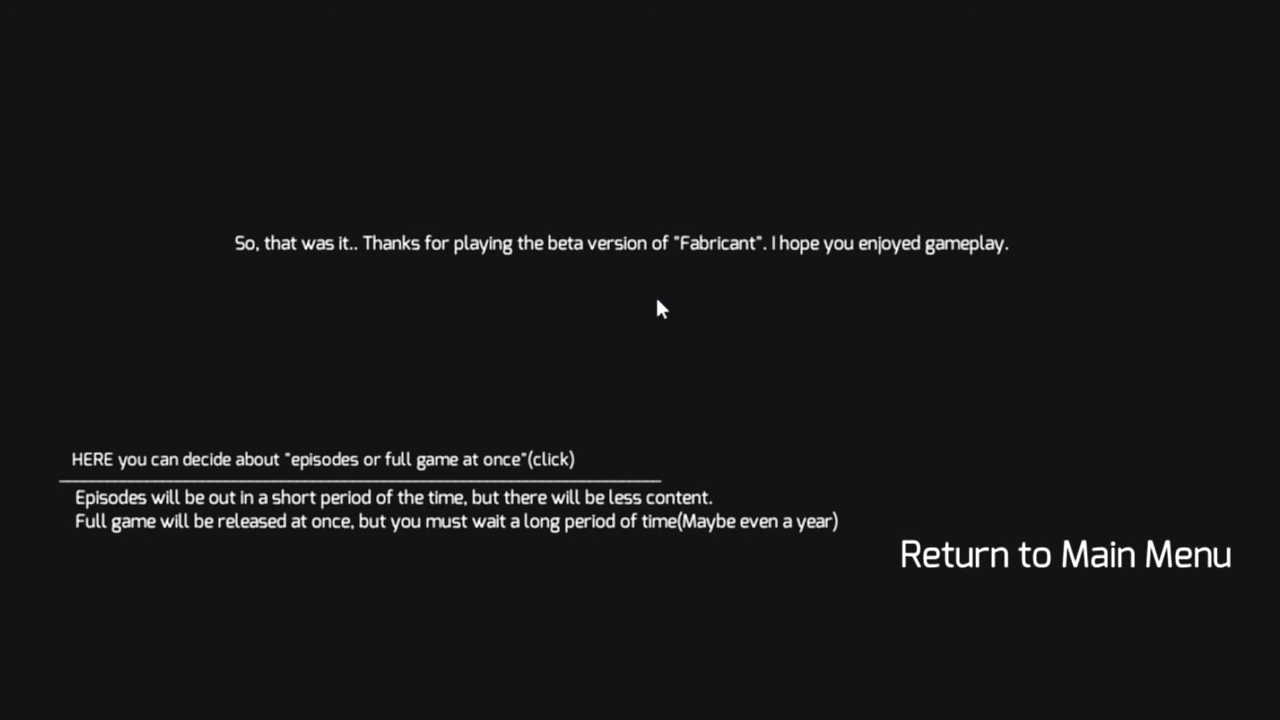 So, that was it.. Thanks for playing the beta version of "Fabricant". I hope you enjoyed gameplay.
HERE you can decide about "episodes or full game at once"(click)
Episodes will be out in a short period of the time, but there will be less content.
Full game will be released at once, but you must wait a long period of time(Maybe even a year)
Return to Main Menu